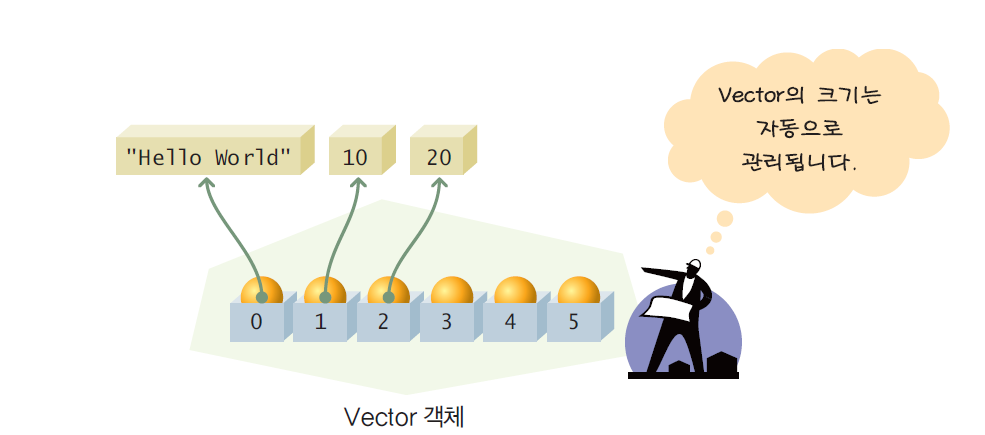 Vector의 크기는
자동으로
관리됩니다.
"Hello World" 10 20
0 1 2 3 4 5
Vector 객체